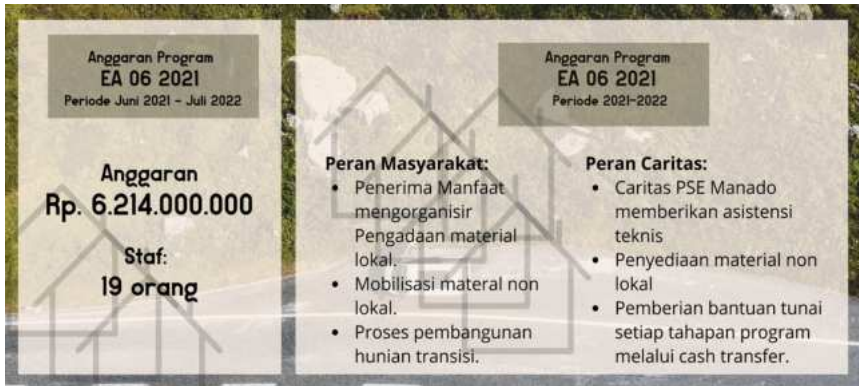 Anggaran Program
EA 06 2021
Periode Juni 2021 - Juli 2022
Anggaran
Rp. 6.214.000.000
Staf:
19 orang
Anggaran Program
EA 06 2021
Periode 2021-2022
Peran Masyarakat:
• Penerima Manfaat
mengorganisir
Pengadaan material
lokal.
• Mobilisasi materal non
lokal.
• Proses pembangunan
hunian transisi.
Peran Caritas:
• Caritas PSE Manado
memberikan asistensi
teknis
• Penyediaan material non
lokal
• Pemberian bantuan tunai
setiap tahapan program
melalui cash transfer.